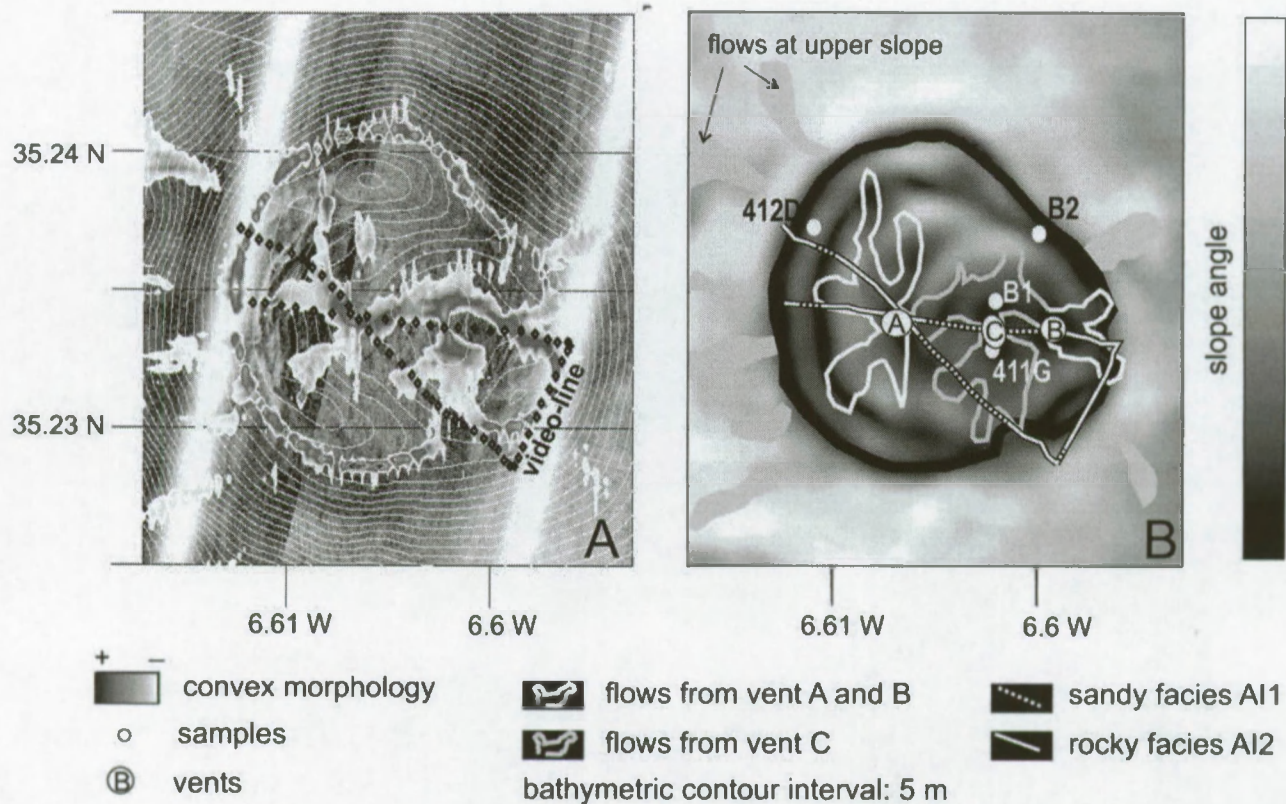 35.24 N
35.23 N
6.61 W
6.6 W
video-line
A
flows at upper slope
412D
B2
B1
A
C
B
411G
B
6.61 W
6.6 W
slope angle
+ –
convex morphology
samples
B vents
flows from vent A and B
flows from vent C
bathymetric contour interval: 5 m
sandy facies AI1
rocky facies AI2